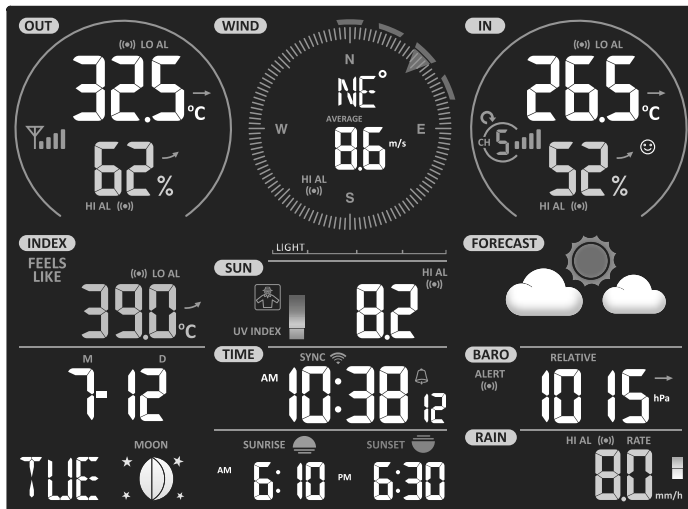 OUT
LO AL
32.5 °C
62 %
HI AL
WIND
N
NE°
W
E
AVERAGE
8.6 m/s
HI AL
S
IN
LO AL
26.5 °C
CH 5
52 %
HI AL
INDEX
FEELS LIKE
LO AL
39.0 °C
LIGHT
SUN
HI AL
UV INDEX
8.2
FORECAST
M D
7-12
TUE
MOON
TIME
SYNC
AM 10:38 12
SUNRISE
AM 6:10
SUNSET
PM 6:30
BARO
RELATIVE
ALERT
1015 hPa
RAIN
HI AL RATE
8.0 mm/h